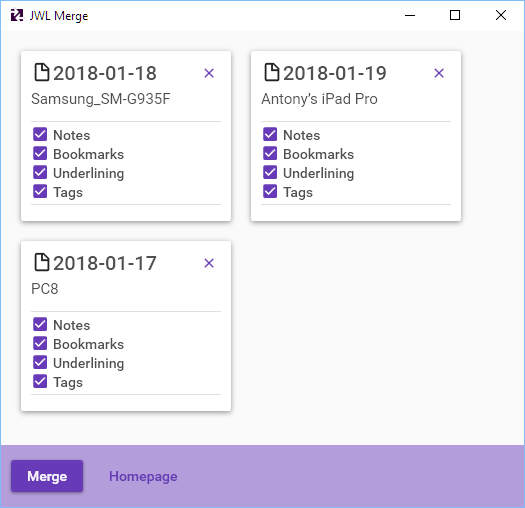 JWL Merge
2018-01-18
Samsung_SM-G935F
Notes
Bookmarks
Underlining
Tags
2018-01-19
Antony's iPad Pro
Notes
Bookmarks
Underlining
Tags
2018-01-17
PC8
Notes
Bookmarks
Underlining
Tags
Merge
Homepage